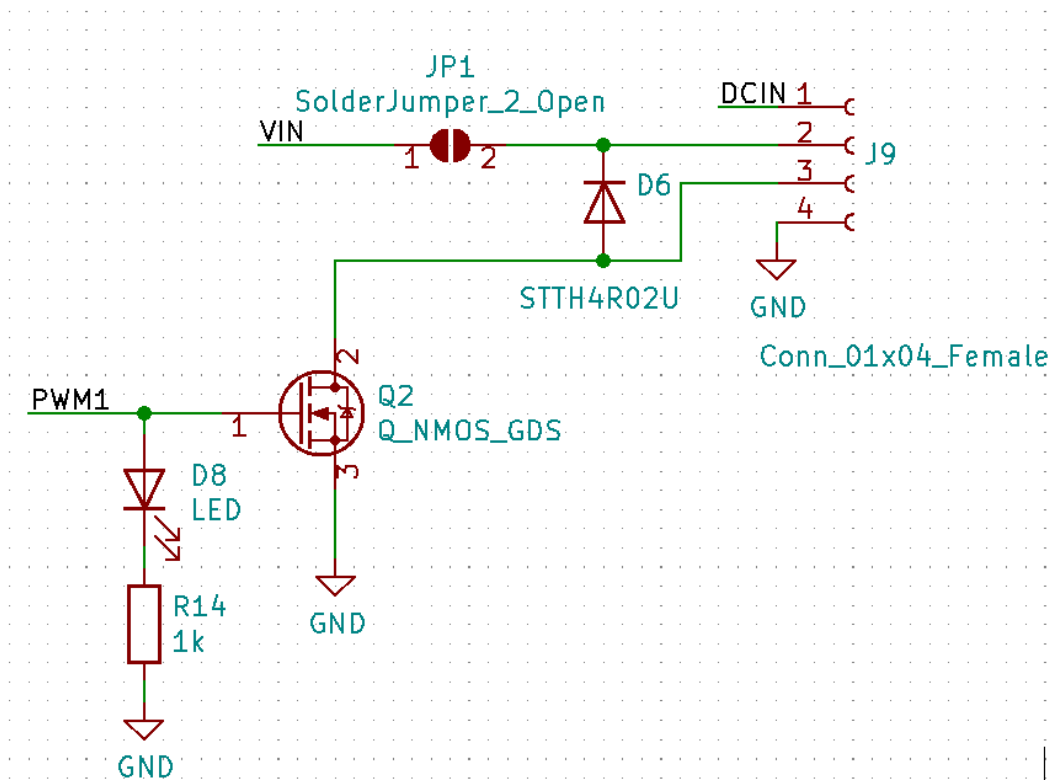 JP1
SolderJumper_2_Open
DCIN 1
VIN
1
2
2
J9
3
D6
4
STTH4R02U
GND
Conn_01x04_Female
2
PWM1
1
Q2
Q_NMOS_GDS
3
D8
LED
R14
1k
GND
GND